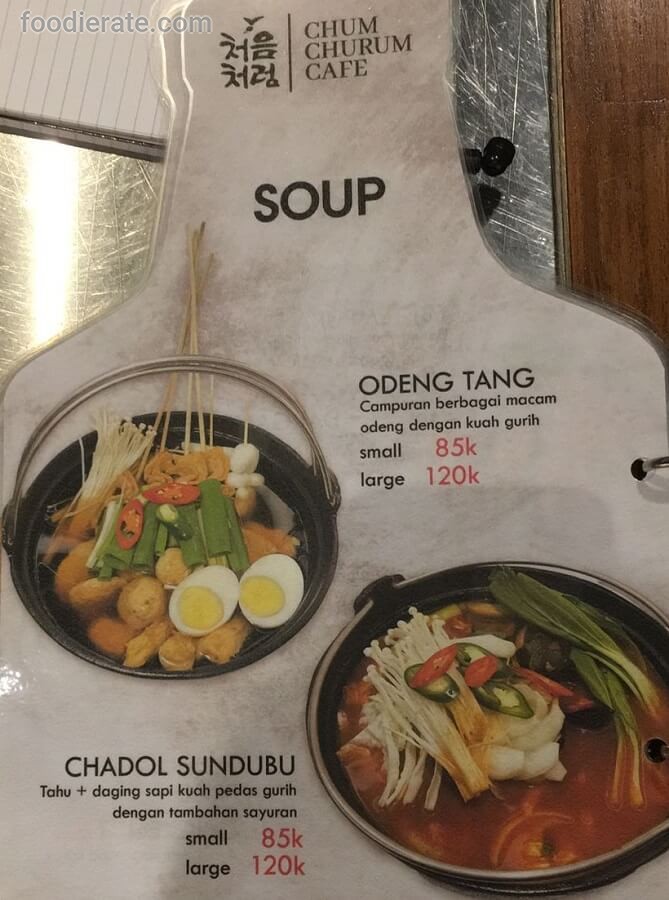 foodierate.com
처음
처럼
CHUM
CHURUM
CAFE
SOUP
ODENG TANG
Campuran berbagai macam
odeng dengan kuah gurih
small 85k
large 120k
CHADOL SUNDUBU
Tahu + daging sapi kuah pedas gurih
dengan tambahan sayuran
small 85k
large 120k